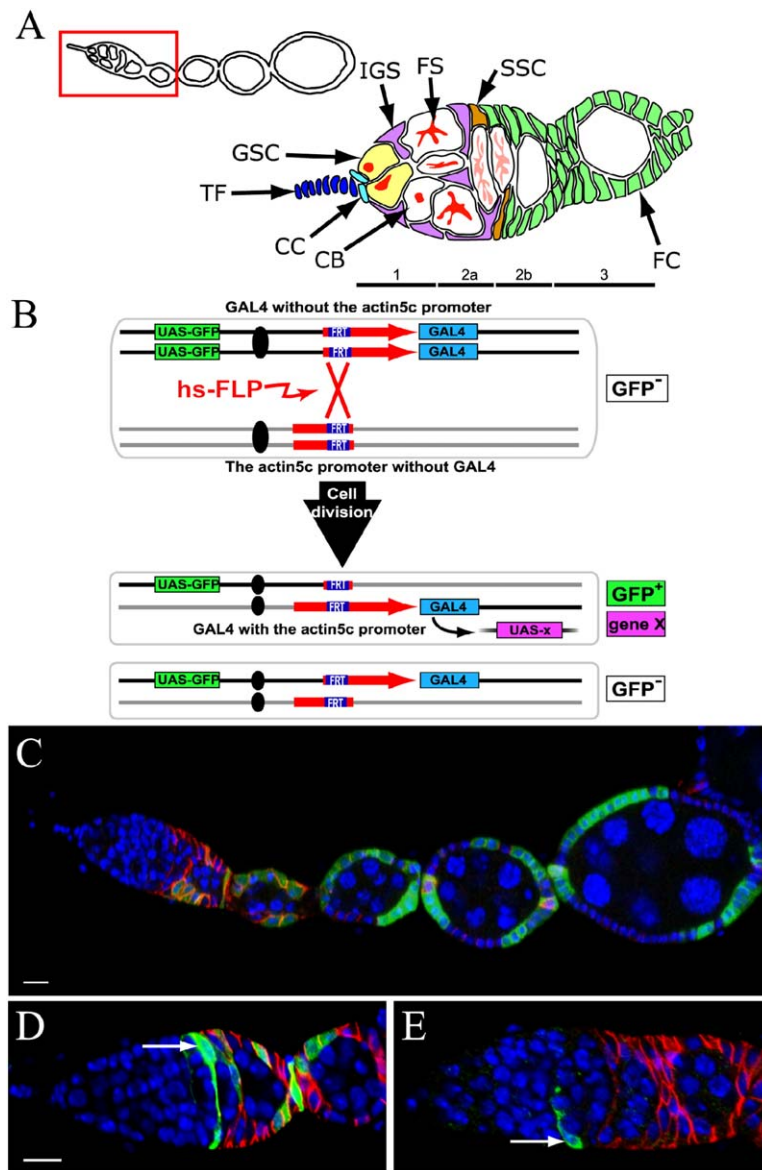 A
IGS
FS
SSC
GSC
TF
CC
CB
FC
1 2a 2b 3
B
GAL4 without the actin5c promoter
UAS-GFP FRT GAL4
UAS-GFP FRT GAL4
hs-FLP
GFP-
FRT
FRT
The actin5c promoter without GAL4
Cell
division
UAS-GFP FRT
GFP+
FRT GAL4
GAL4 with the actin5c promoter
UAS-x
gene X
UAS-GFP FRT GAL4
GFP-
FRT
C
D
E